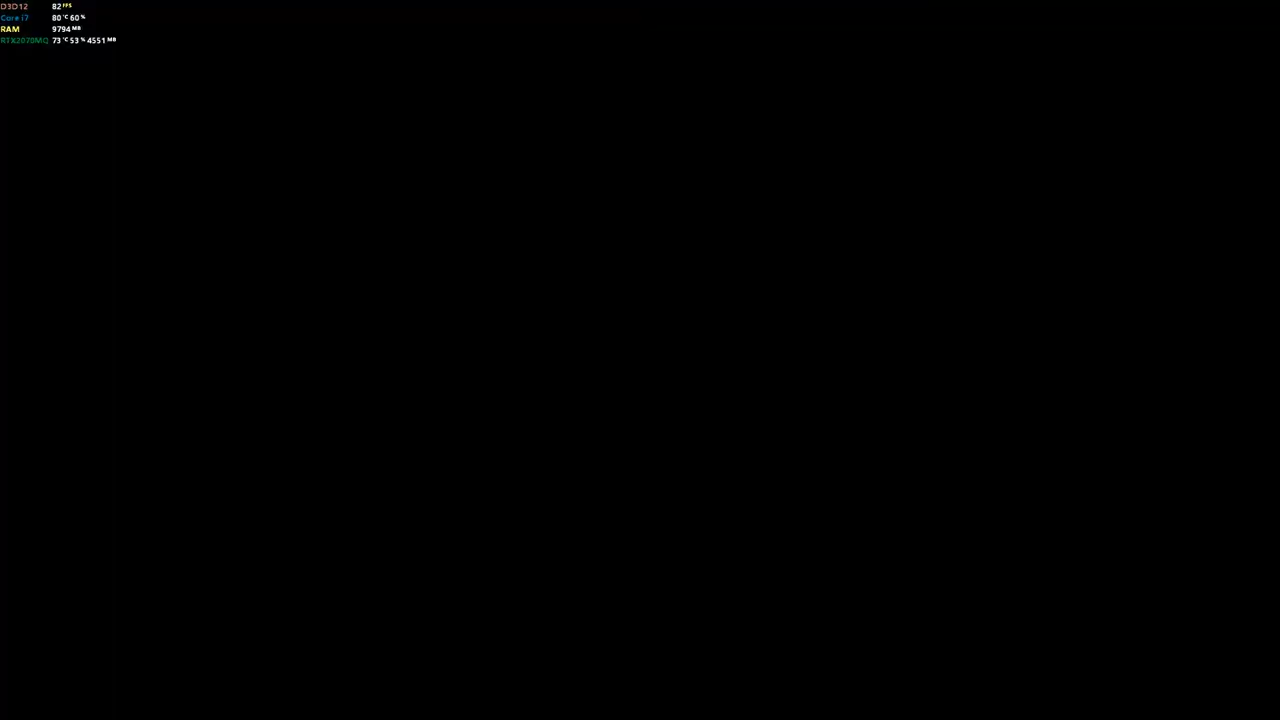 D3D12 82 FPS
Core i7 80 °C 60 %
RAM 9794 MB
RTX2070MQ 73 °C 53 % 4551 MB